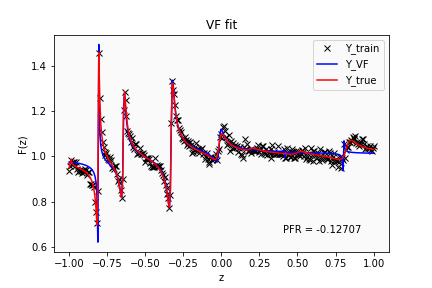 VF fit
Y_train
Y_VF
Y_true
1.4
1.2
1.0
0.8
0.6
F(z)
PFR = -0.12707
−1.00 −0.75 −0.50 −0.25 0.00 0.25 0.50 0.75 1.00
z